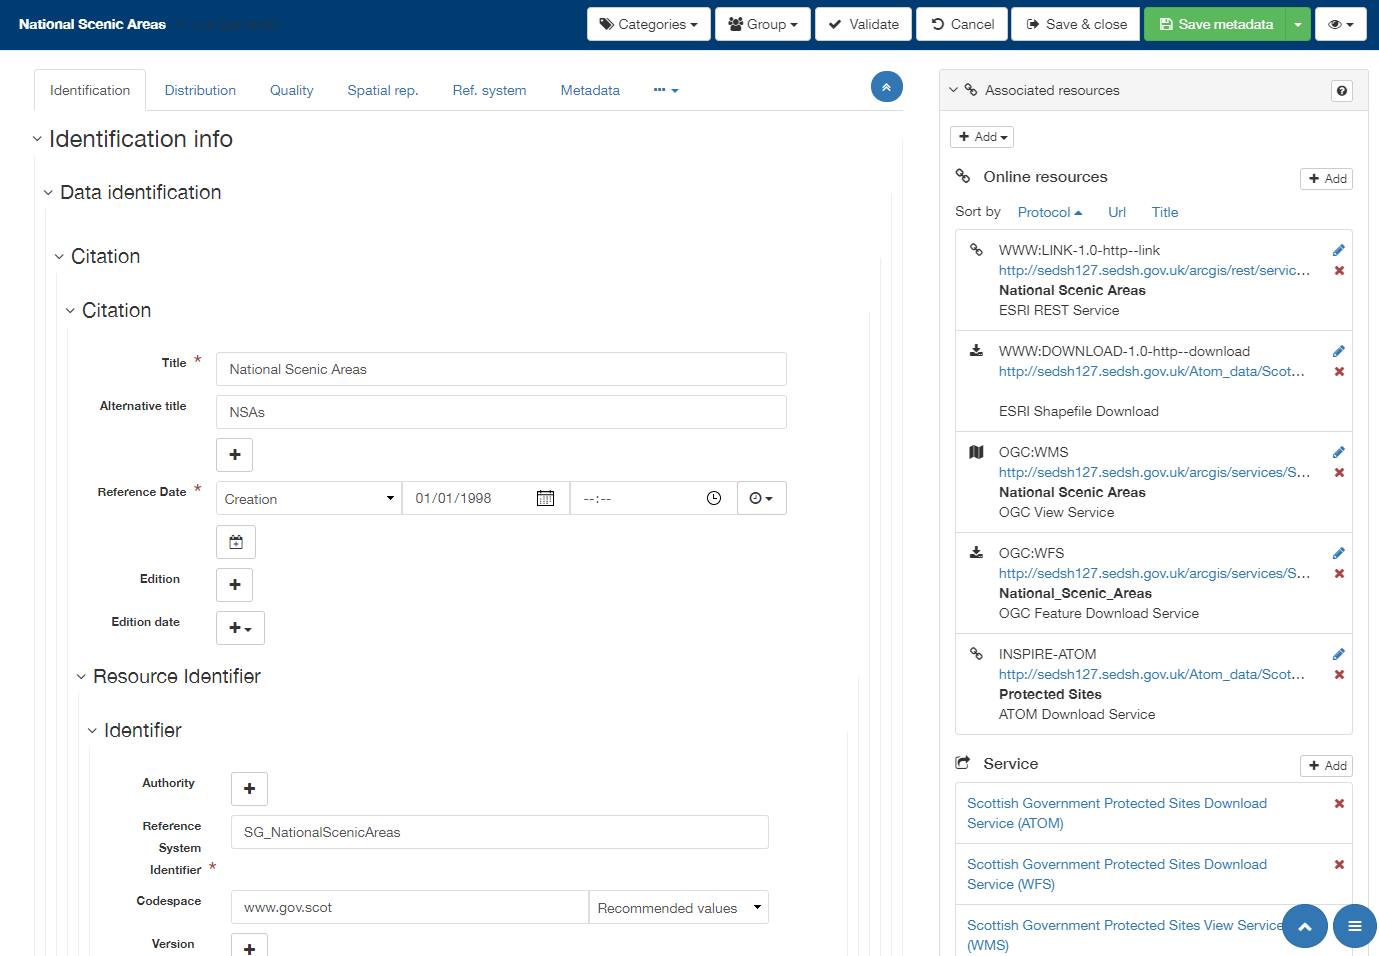 National Scenic Areas
Categories
Group
Validate
Cancel
Save & close
Save metadata
Identification
Distribution
Quality
Spatial rep.
Ref. system
Metadata
Identification info
Data identification
Citation
Citation
Title *
National Scenic Areas
Alternative title
NSAs
Reference Date *
Creation
01/01/1998
--:--
Edition
Edition date
Resource Identifier
Identifier
Authority
Reference
System
Identifier *
SG_NationalScenicAreas
Codespace
www.gov.scot
Recommended values
Version
Associated resources
Add
Online resources
Add
Sort by Protocol Url Title
WWW:LINK-1.0-http--link
http://sedsh127.sedsh.gov.uk/arcgis/rest/servic...
National Scenic Areas
ESRI REST Service
WWW:DOWNLOAD-1.0-http--download
http://sedsh127.sedsh.gov.uk/Atom_data/Scot...
ESRI Shapefile Download
OGC:WMS
http://sedsh127.sedsh.gov.uk/arcgis/services/S...
National Scenic Areas
OGC View Service
OGC:WFS
http://sedsh127.sedsh.gov.uk/arcgis/services/S...
National_Scenic_Areas
OGC Feature Download Service
INSPIRE-ATOM
http://sedsh127.sedsh.gov.uk/Atom_data/Scot...
Protected Sites
ATOM Download Service
Service
Add
Scottish Government Protected Sites Download
Service (ATOM)
Scottish Government Protected Sites Download
Service (WFS)
Scottish Government Protected Sites View Service
(WMS)